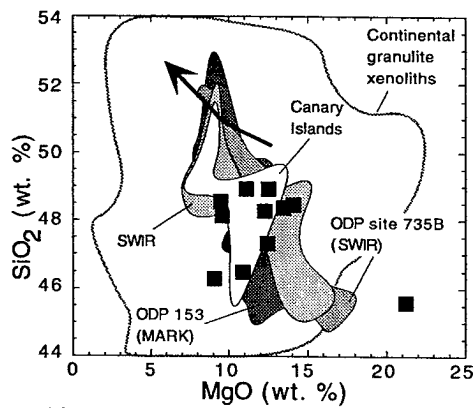 54
52
50
48
46
44
SiO2 (wt. %)
Continental
granulite
xenoliths
Canary
Islands
SWIR
ODP site 735B
(SWIR)
ODP 153
(MARK)
0
5
10
15
20
25
MgO (wt. %)